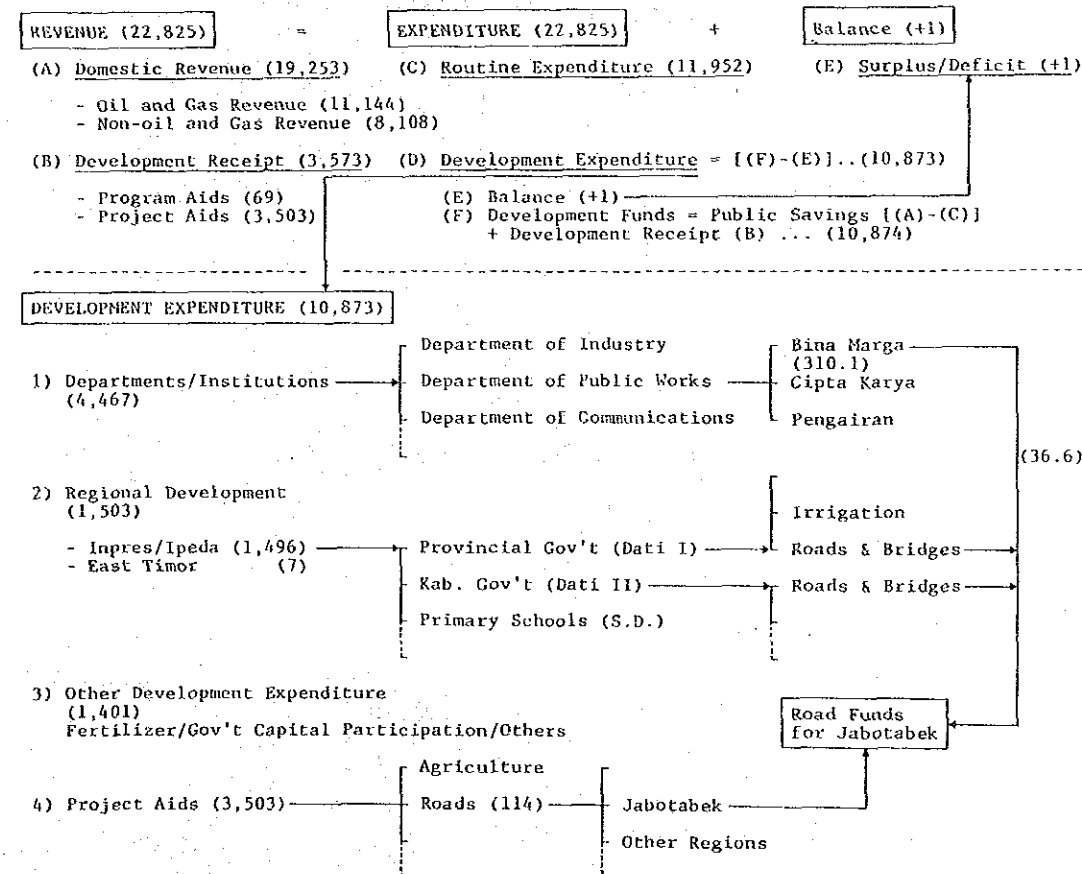 REVENUE (22,825) = EXPENDITURE (22,825) + Balance (+1)
(A) Domestic Revenue (19,253) (C) Routine Expenditure (11,952) (E) Surplus/Deficit (+1)
- Oil and Gas Revenue (11,144)
- Non-oil and Gas Revenue (8,108)
(B) Development Receipt (3,573) (D) Development Expenditure = [(F)-(E)]..(10,873)
- Program Aids (69) (E) Balance (+1)
- Project Aids (3,503) (F) Development Funds = Public Savings [(A)-(C)]
+ Development Receipt (B) ... (10,874)
DEVELOPMENT EXPENDITURE (10,873)
Department of Industry Bina Marga
(310.1)
1) Departments/Institutions Department of Public Works Cipta Karya
(4,467)
Department of Communications Pengairan
(36.6)
2) Regional Development
(1,503) Irrigation
- Inpres/Ipeda (1,496) Provincial Gov't (Dati I) Roads & Bridges
- East Timor (7)
Kab. Gov't (Dati II) Roads & Bridges
Primary Schools (S.D.)
3) Other Development Expenditure
(1,401) Road Funds
Fertilizer/Gov't Capital Participation/Others for Jabotabek
Agriculture
4) Project Aids (3,503) Roads (114) Jabotabek
Other Regions